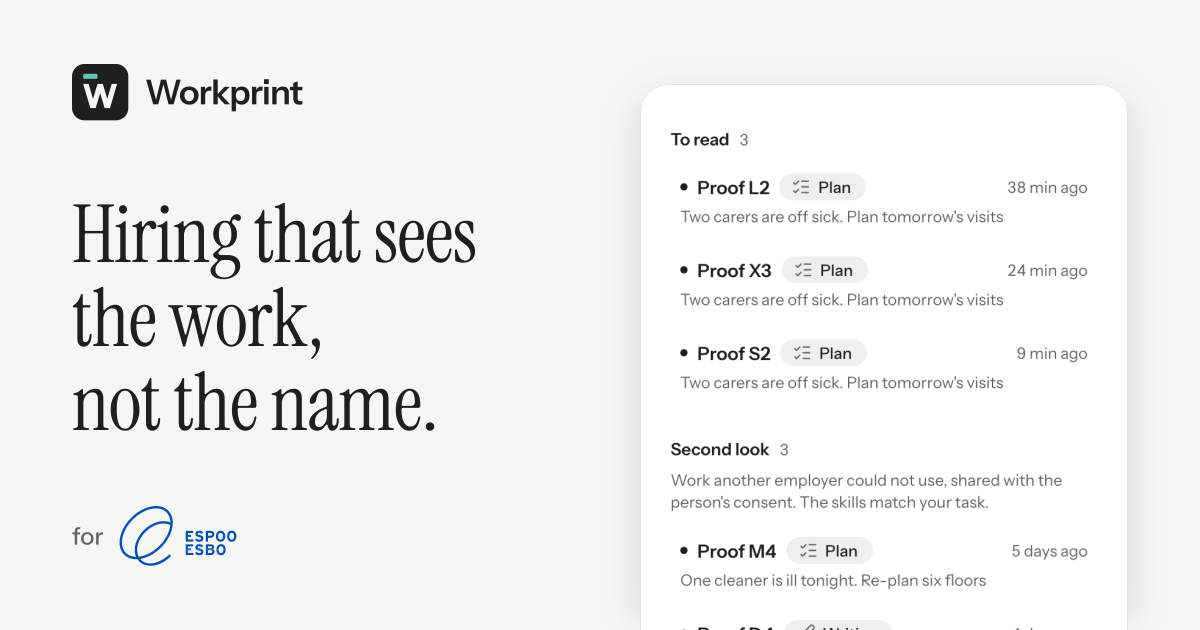 W Workprint
Hiring that sees
the work,
not the name.
for ESPOO
ESBO
To read 3
Proof L2 Plan 38 min ago
Two carers are off sick. Plan tomorrow's visits
Proof X3 Plan 24 min ago
Two carers are off sick. Plan tomorrow's visits
Proof S2 Plan 9 min ago
Two carers are off sick. Plan tomorrow's visits
Second look 3
Work another employer could not use, shared with the
person's consent. The skills match your task.
Proof M4 Plan 5 days ago
One cleaner is ill tonight. Re-plan six floors